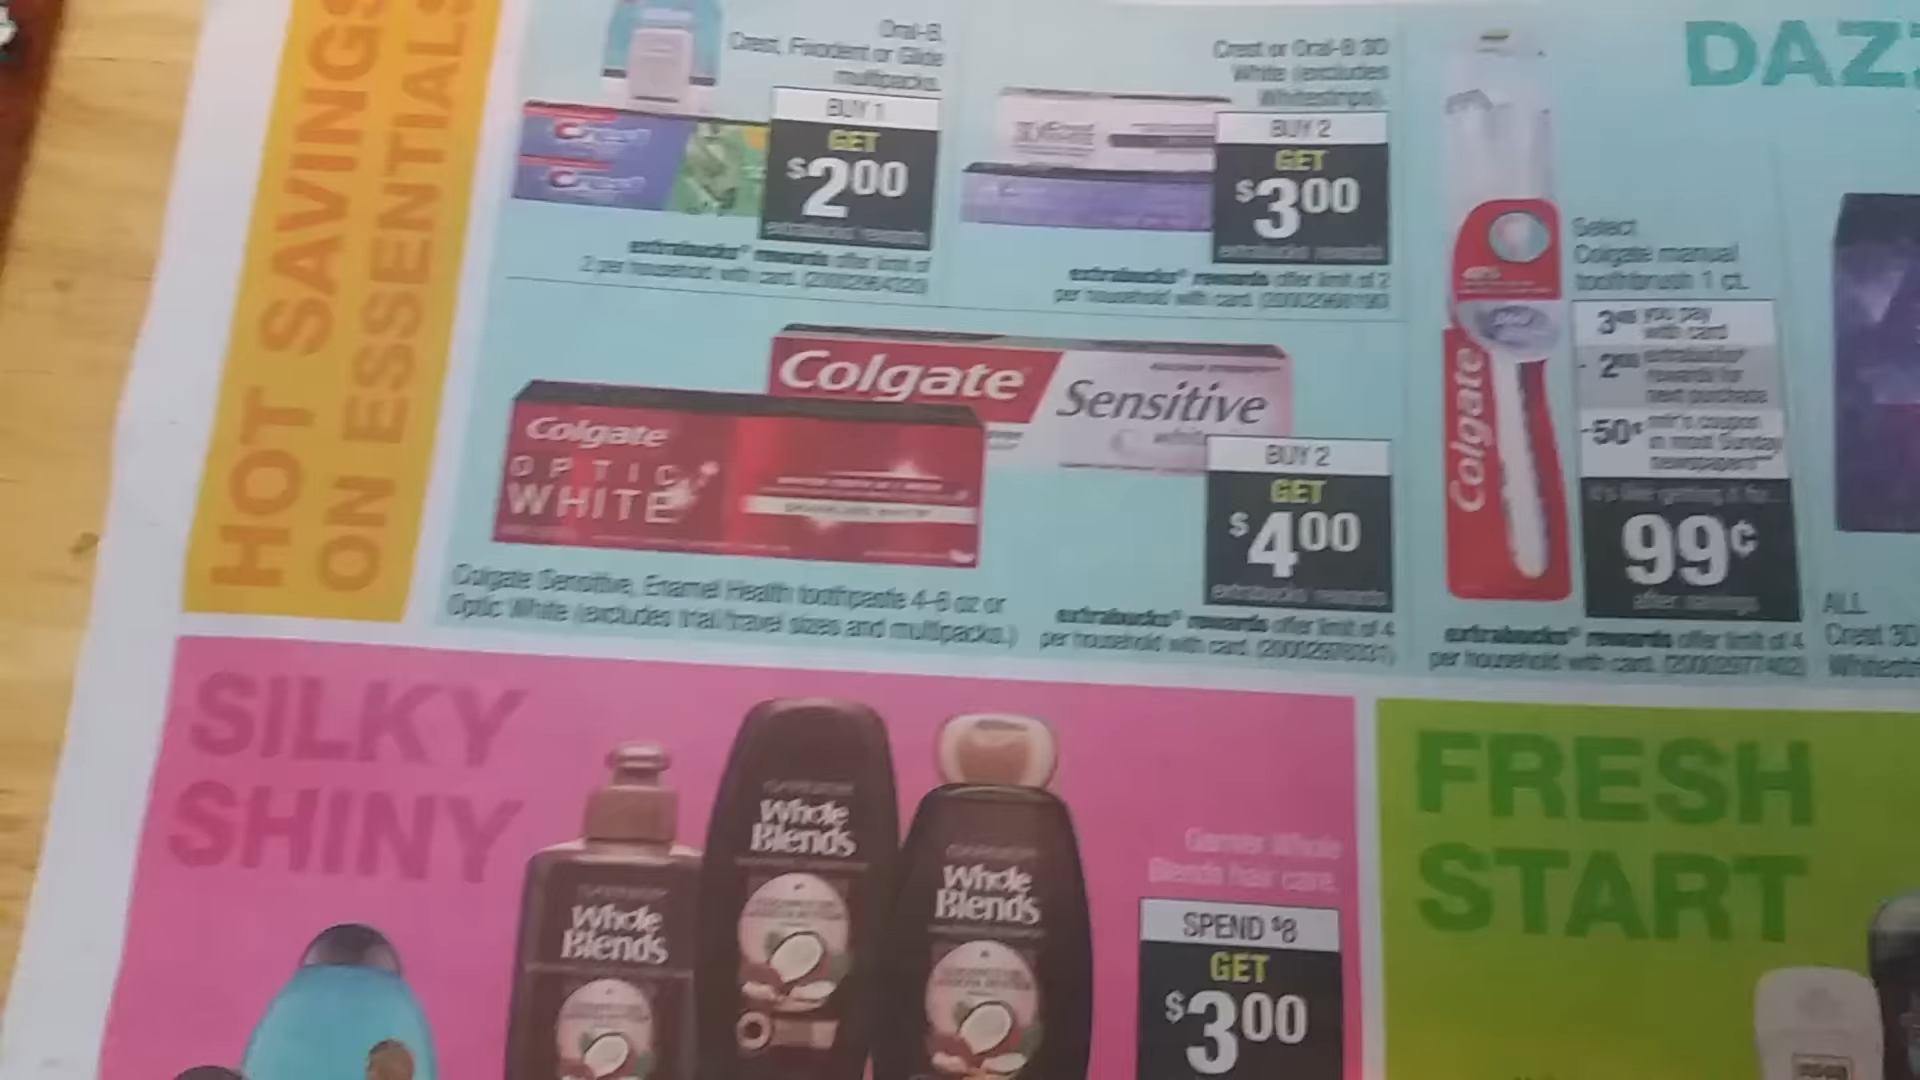 HOT SAVINGS
ON ESSENTIALS
Oral-B,
Crest, Fixodent or Glide
multipacks.
BUY 1
GET
$2.00
extrabucks rewards
Crest
Crest
extrabucks® rewards offer limit of
2 per household with card.
Crest or Oral-B 3D
White (excludes
Whitestrips).
BUY 2
GET
$3.00
extrabucks rewards
extrabucks® rewards offer limit of 2
per household with card.
Colgate
Sensitive
white
Colgate
OPTIC
WHITE
BUY 2
GET
$4.00
extrabucks rewards
Colgate Sensitive, Enamel Health toothpaste 4-6 oz or
Optic White (excludes trial/travel sizes and multipacks.)
extrabucks® rewards offer limit of 4
per household with card.
DAZ
Colgate
Select
Colgate manual
toothbrush 1 ct.
3 49 you pay
with card
- 2 00 extrabucks®
rewards for
next purchase
-50¢ mfr's coupon
in most Sunday
newspapers**
it's like getting it for...
99¢
after savings
extrabucks® rewards offer limit of 4
per household with card.
ALL
Crest 3D
SILKY
SHINY
Whole
Blends
Whole
Blends
Whole
Blends
Garnier Whole
Blends hair care.
SPEND $8
GET
$3.00
FRESH
START